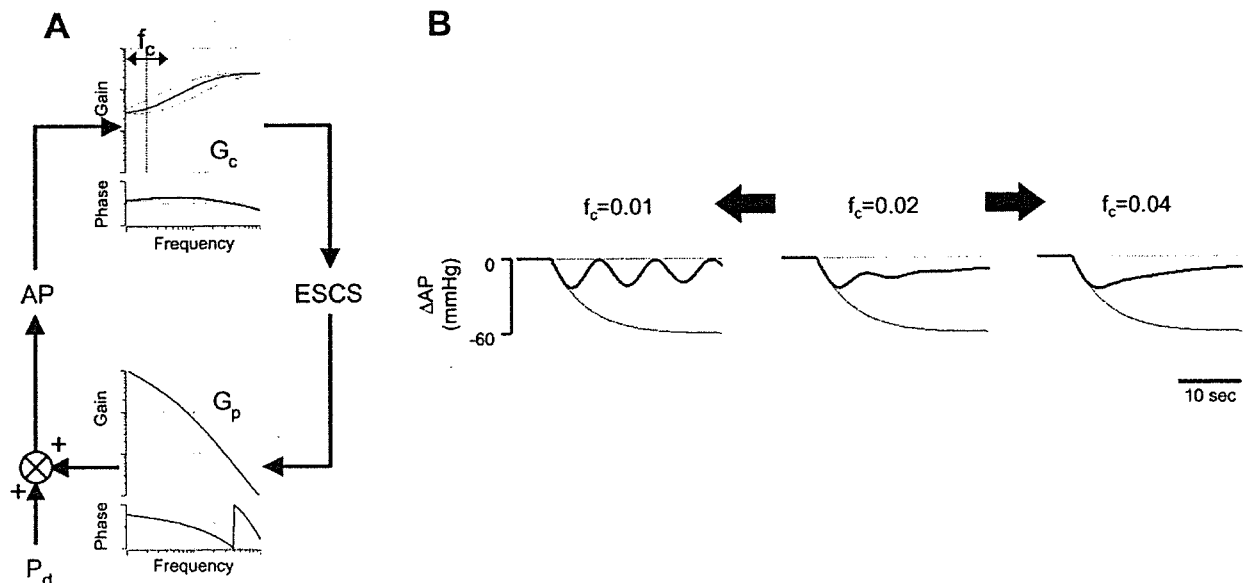 A
B
f_c
Gain
G_c
Phase
Frequency
AP
ESCS
Gain
G_p
+
+
Phase
Frequency
P_d
f_c=0.01
f_c=0.02
f_c=0.04
ΔAP
(mmHg)
0
-60
10 sec